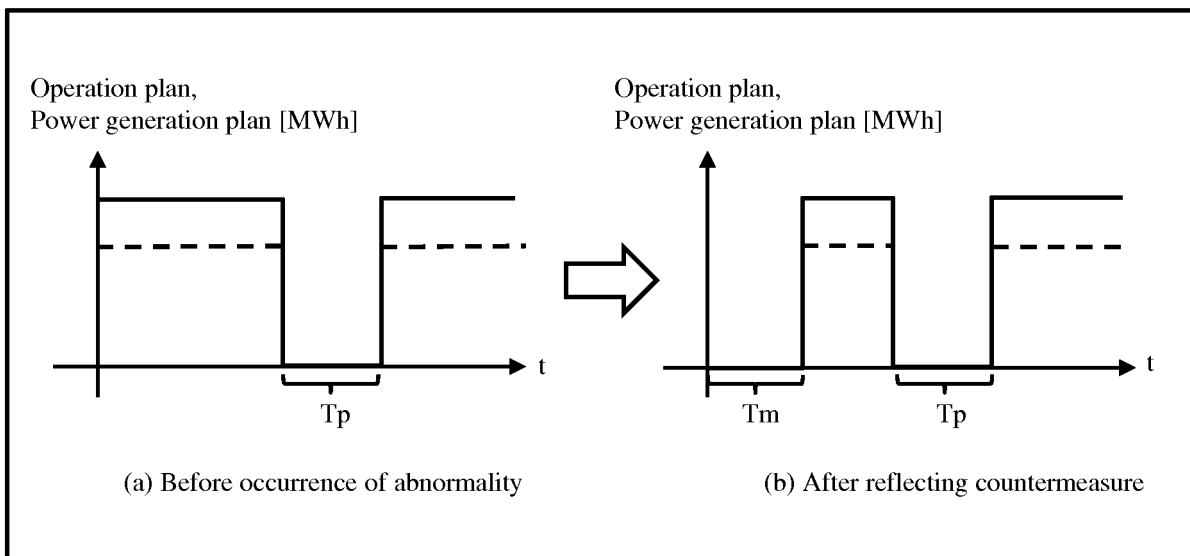 Operation plan,
Power generation plan [MWh]
t
Tp
(a) Before occurrence of abnormality
Operation plan,
Power generation plan [MWh]
t
Tm
Tp
(b) After reflecting countermeasure